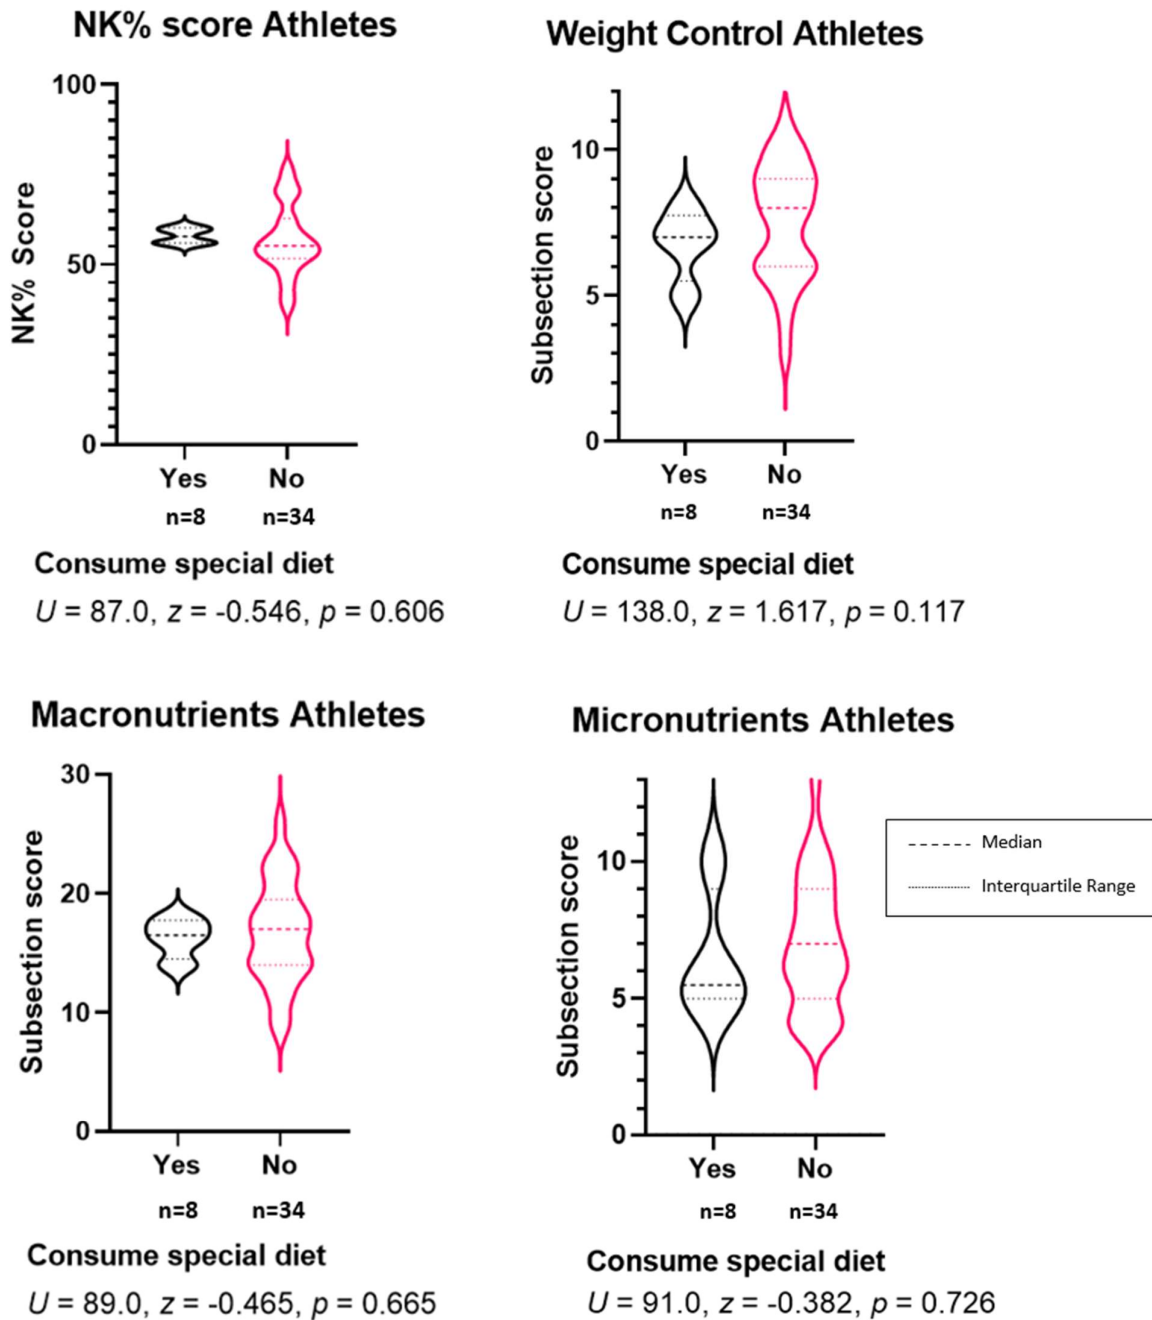 NK% score Athletes
100
50
0
NK% Score
Yes
No
n=8
n=34
Consume special diet
U = 87.0, z = -0.546, p = 0.606
Weight Control Athletes
10
5
0
Subsection score
Yes
No
n=8
n=34
Consume special diet
U = 138.0, z = 1.617, p = 0.117
Macronutrients Athletes
30
20
10
0
Subsection score
Yes
No
n=8
n=34
Consume special diet
U = 89.0, z = -0.465, p = 0.665
Micronutrients Athletes
10
5
0
Subsection score
Yes
No
n=8
n=34
Consume special diet
U = 91.0, z = -0.382, p = 0.726
Median
Interquartile Range